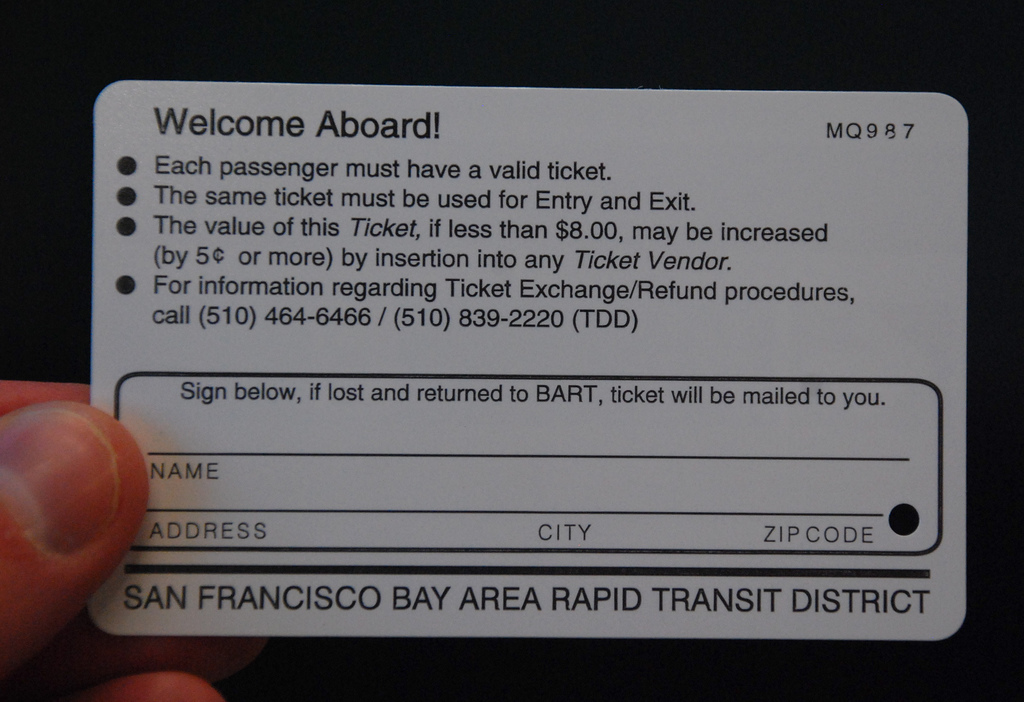 Welcome Aboard!
MQ987
● Each passenger must have a valid ticket.
● The same ticket must be used for Entry and Exit.
● The value of this Ticket, if less than $8.00, may be increased
(by 5¢ or more) by insertion into any Ticket Vendor.
● For information regarding Ticket Exchange/Refund procedures,
call (510) 464-6466 / (510) 839-2220 (TDD)
Sign below, if lost and returned to BART, ticket will be mailed to you.
NAME
ADDRESS CITY ZIP CODE
SAN FRANCISCO BAY AREA RAPID TRANSIT DISTRICT